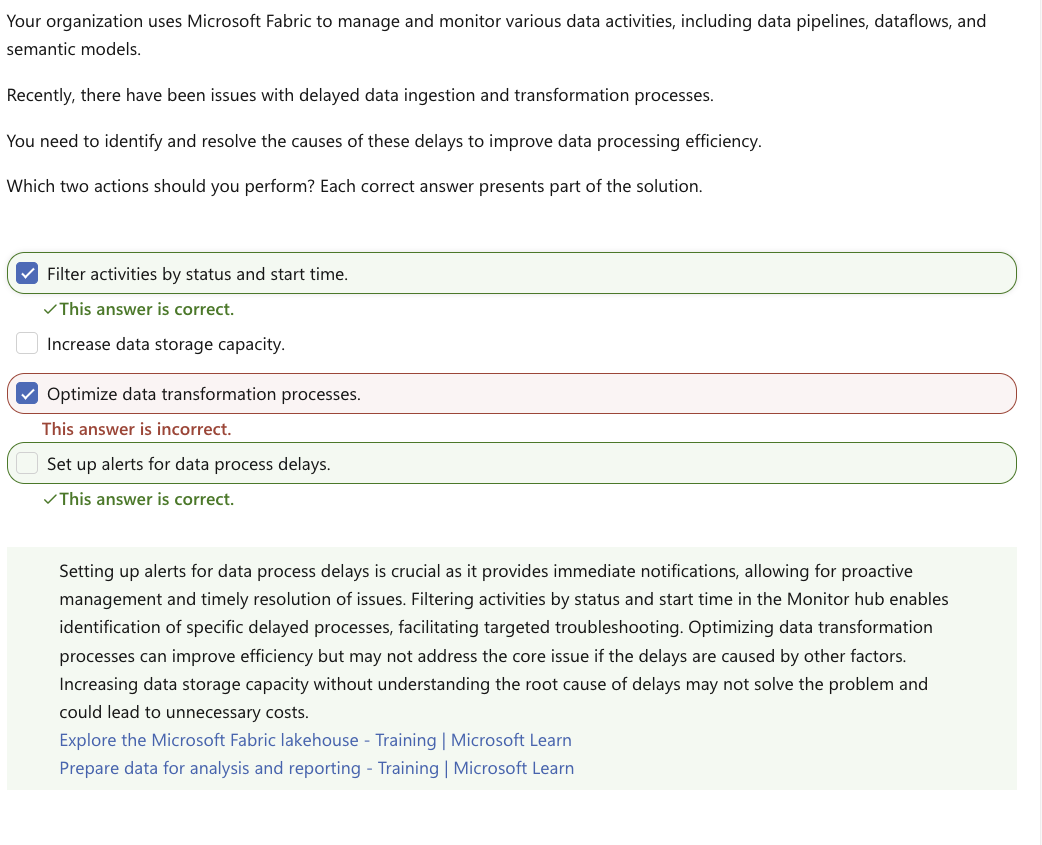 Your organization uses Microsoft Fabric to manage and monitor various data activities, including data pipelines, dataflows, and
semantic models.
Recently, there have been issues with delayed data ingestion and transformation processes.
You need to identify and resolve the causes of these delays to improve data processing efficiency.
Which two actions should you perform? Each correct answer presents part of the solution.
Filter activities by status and start time.
This answer is correct.
Increase data storage capacity.
Optimize data transformation processes.
This answer is incorrect.
Set up alerts for data process delays.
This answer is correct.
Setting up alerts for data process delays is crucial as it provides immediate notifications, allowing for proactive
management and timely resolution of issues. Filtering activities by status and start time in the Monitor hub enables
identification of specific delayed processes, facilitating targeted troubleshooting. Optimizing data transformation
processes can improve efficiency but may not address the core issue if the delays are caused by other factors.
Increasing data storage capacity without understanding the root cause of delays may not solve the problem and
could lead to unnecessary costs.
Explore the Microsoft Fabric lakehouse - Training | Microsoft Learn
Prepare data for analysis and reporting - Training | Microsoft Learn